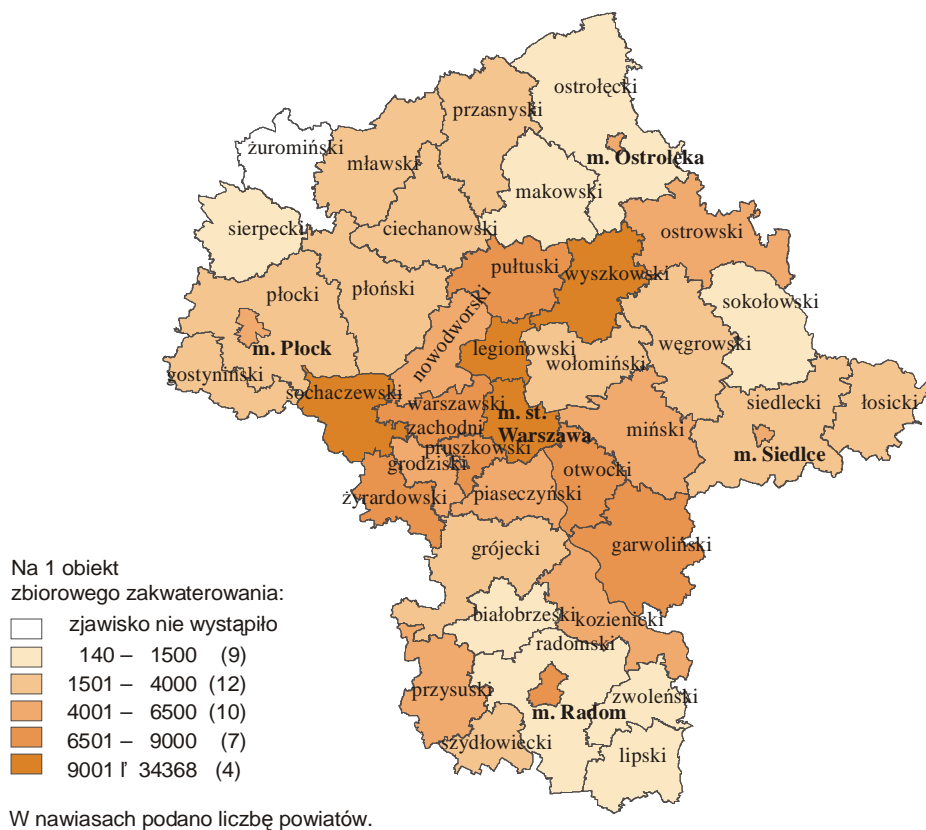 ostrołęcki
przasnyski
żuromiński
m. Ostrołęka
mławski
makowski
sierpecki
ciechanowski
ostrowski
pułtuski
wyszkowski
płocki
płoński
sokołowski
nowodworski
m. Płock
legionowski
wołomiński
węgrowski
gostyniński
sochaczewski
siedlecki
łosicki
warszawski
zachodni
m. st.
Warszawa
miński
m. Siedlce
pruszkowski
grodziski
otwocki
żyrardowski
piaseczyński
grójecki
garwoliński
białobrzeski
kozienicki
radomski
przysuski
zwoleński
m. Radom
szydłowiecki
lipski
Na 1 obiekt
zbiorowego zakwaterowania:
zjawisko nie wystąpiło
140 – 1500 (9)
1501 – 4000 (12)
4001 – 6500 (10)
6501 – 9000 (7)
9001 l' 34368 (4)
W nawiasach podano liczbę powiatów.